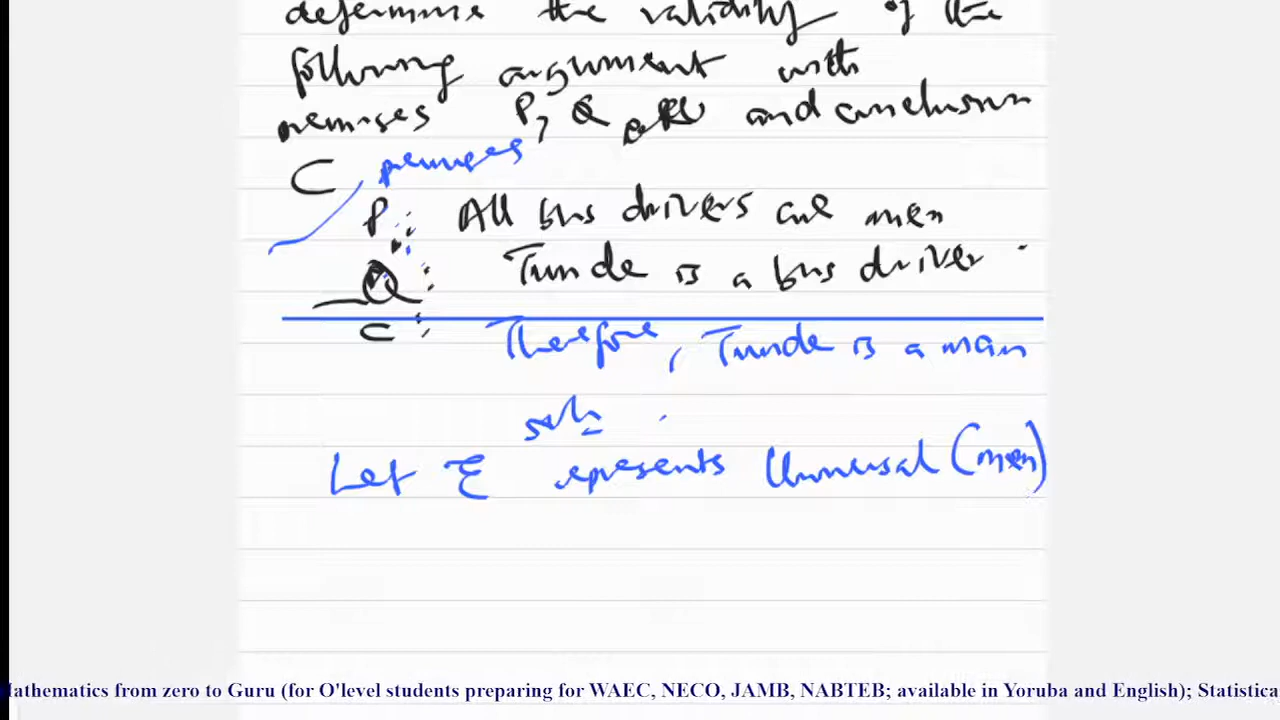 determine the validity of the
following argument with
premises P, Q and conclusion
C premises
P : All bus drivers are men
Q : Tunde is a bus driver
C : Therefore, Tunde is a man
soln
Let ξ represents Universal (men)
Mathematics from zero to Guru (for O'level students preparing for WAEC, NECO, JAMB, NABTEB; available in Yoruba and English); Statistica